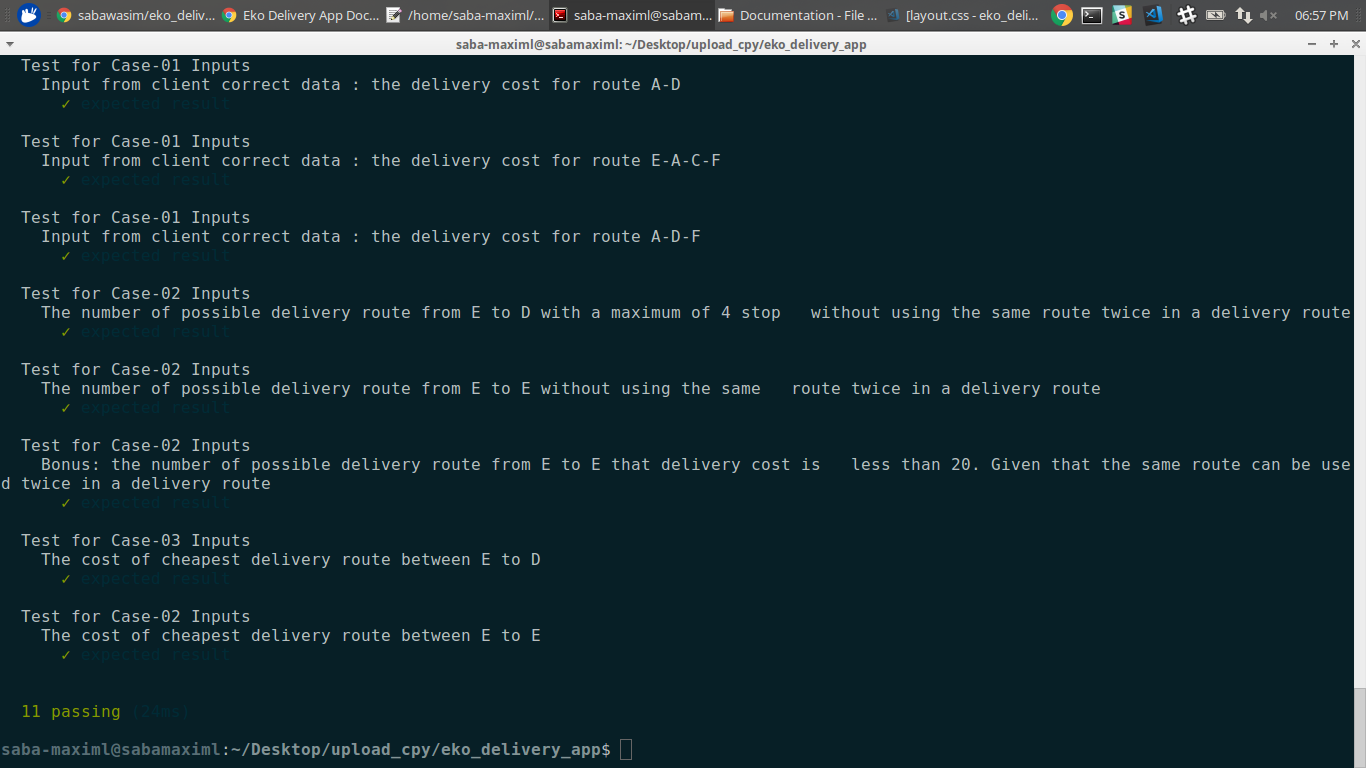 sabawasim/eko_deliv... Eko Delivery App Doc... /home/saba-maximl/... saba-maximl@sabam... Documentation - File ... [layout.css - eko_deli... 06:57 PM
saba-maximl@sabamaximl: ~/Desktop/upload_cpy/eko_delivery_app
Test for Case-01 Inputs
Input from client correct data : the delivery cost for route A-D
✓ expected result
Test for Case-01 Inputs
Input from client correct data : the delivery cost for route E-A-C-F
✓ expected result
Test for Case-01 Inputs
Input from client correct data : the delivery cost for route A-D-F
✓ expected result
Test for Case-02 Inputs
The number of possible delivery route from E to D with a maximum of 4 stop   without using the same route twice in a delivery route
✓ expected result
Test for Case-02 Inputs
The number of possible delivery route from E to E without using the same   route twice in a delivery route
✓ expected result
Test for Case-02 Inputs
Bonus: the number of possible delivery route from E to E that delivery cost is   less than 20. Given that the same route can be use
d twice in a delivery route
✓ expected result
Test for Case-03 Inputs
The cost of cheapest delivery route between E to D
✓ expected result
Test for Case-02 Inputs
The cost of cheapest delivery route between E to E
✓ expected result
11 passing (24ms)
saba-maximl@sabamaximl:~/Desktop/upload_cpy/eko_delivery_app$